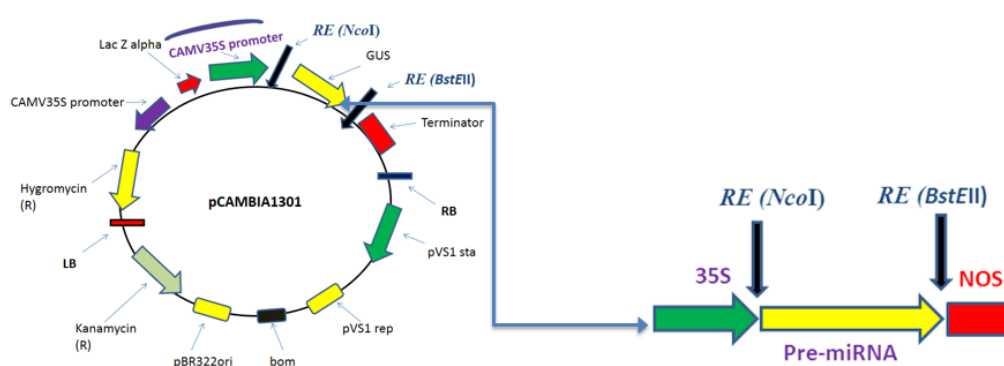 RE (NcoI)
CAMV35S promoter
Lac Z alpha
GUS
RE (BstEII)
CAMV35S promoter
Terminator
Hygromycin
(R)
pCAMBIA1301
RB
LB
pVS1 sta
Kanamycin
(R)
pBR322ori
bom
pVS1 rep
RE (NcoI)
RE (BstEII)
35S
NOS
Pre-miRNA